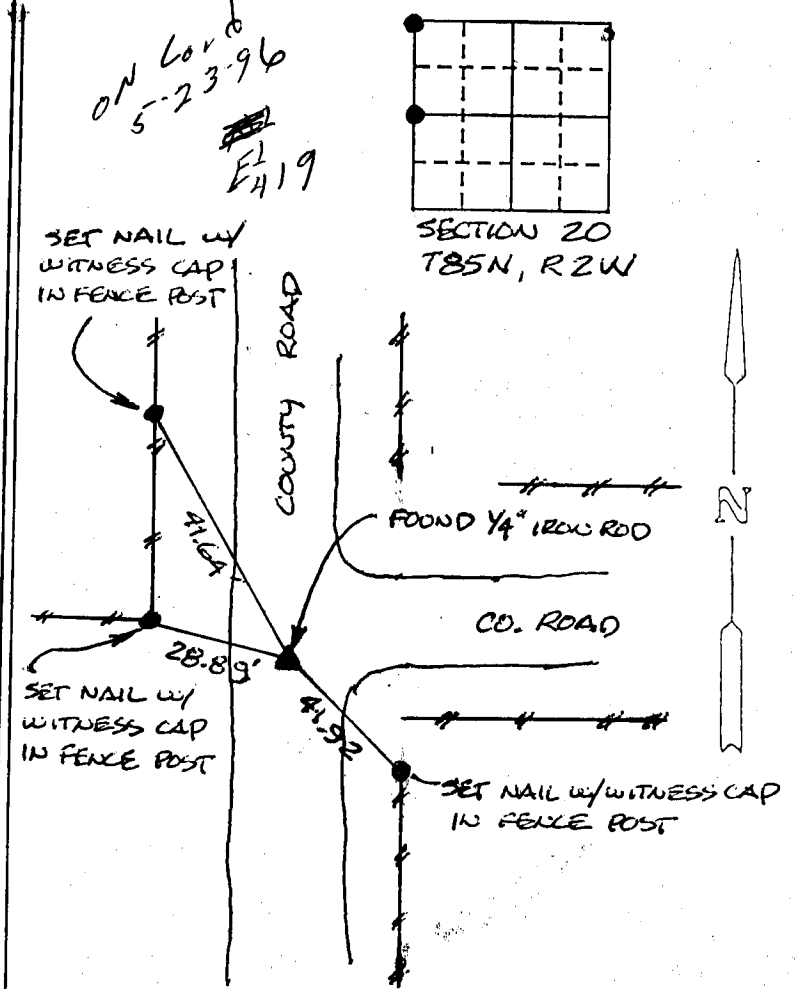 ON
5-23-96
E1/4 19
SECTION 20
T85N, R2W
SET NAIL W/
WITNESS CAP
IN FENCE POST
COUNTY ROAD
41.64
FOUND 1/4" IRON ROD
N
CO. ROAD
28.89'
41.92
SET NAIL W/
WITNESS CAP
IN FENCE POST
SET NAIL W/WITNESS CAP
IN FENCE POST